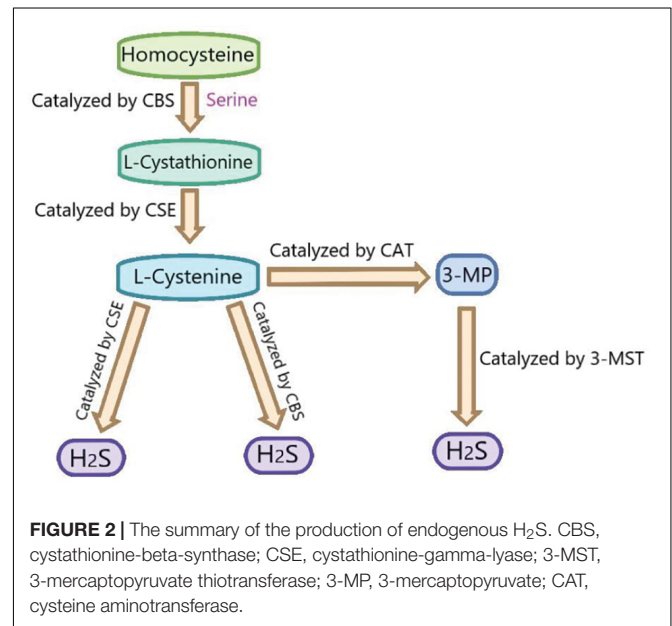 Homocysteine
Catalyzed by CBS Serine
L-Cystathionine
Catalyzed by CSE
L-Cystenine
Catalyzed by CAT
3-MP
Catalyzed by CSE
Catalyzed by CBS
Catalyzed by 3-MST
H2S
H2S
H2S
FIGURE 2 | The summary of the production of endogenous H₂S. CBS,
cystathionine-beta-synthase; CSE, cystathionine-gamma-lyase; 3-MST,
3-mercaptopyruvate thiotransferase; 3-MP, 3-mercaptopyruvate; CAT,
cysteine aminotransferase.